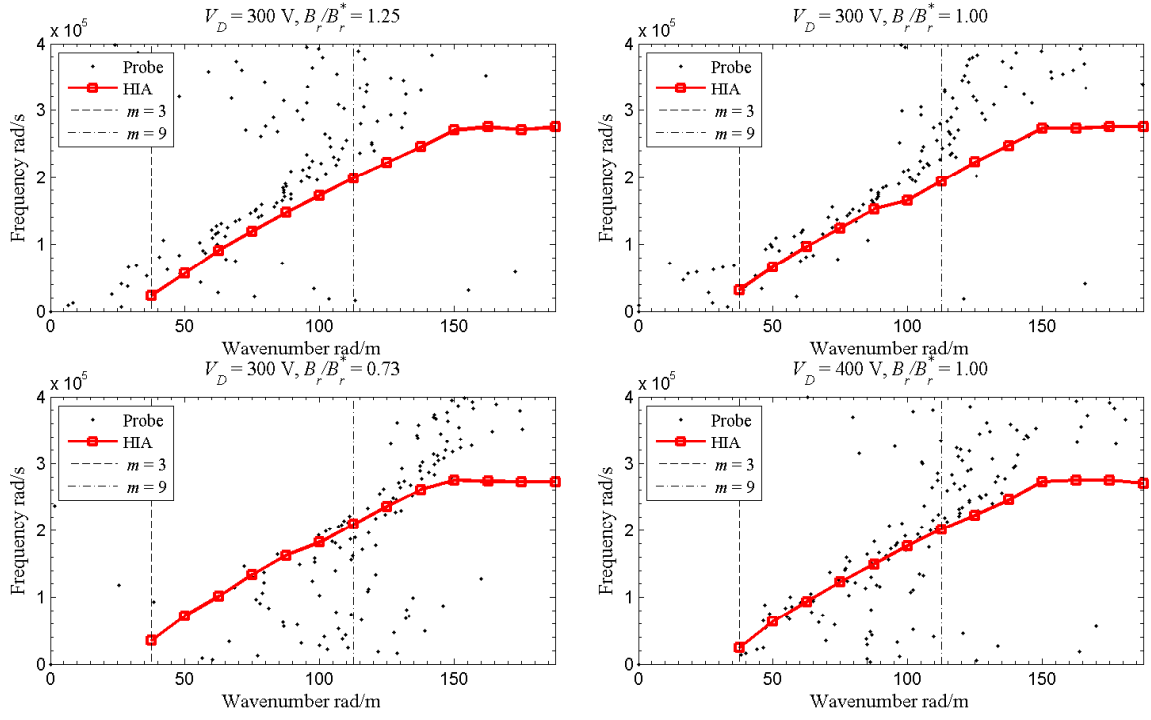 V_D = 300 V, B_r/B_r^* = 1.25
x 10^5
4
3
2
1
0
Frequency rad/s
Probe
HIA
m = 3
m = 9
0 50 100 150
Wavenumber rad/m
V_D = 300 V, B_r/B_r^* = 1.00
x 10^5
4
3
2
1
0
Frequency rad/s
Probe
HIA
m = 3
m = 9
0 50 100 150
Wavenumber rad/m
V_D = 300 V, B_r/B_r^* = 0.73
x 10^5
4
3
2
1
0
Frequency rad/s
Probe
HIA
m = 3
m = 9
0 50 100 150
Wavenumber rad/m
V_D = 400 V, B_r/B_r^* = 1.00
x 10^5
4
3
2
1
0
Frequency rad/s
Probe
HIA
m = 3
m = 9
0 50 100 150
Wavenumber rad/m